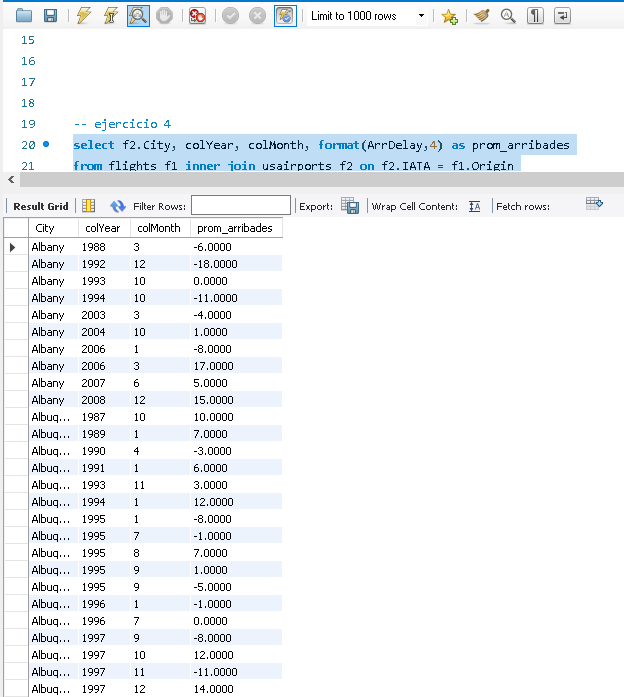 Limit to 1000 rows
15
16
17
18
19 -- ejercicio 4
20 select f2.City, colYear, colMonth, format(ArrDelay,4) as prom_arribades
21 from flights f1 inner join usairports f2 on f2.IATA = f1.Origin
Result Grid Filter Rows: Export: Wrap Cell Content: Fetch rows:
City colYear colMonth prom_arribades
Albany 1988 3 -6.0000
Albany 1992 12 -18.0000
Albany 1993 10 0.0000
Albany 1994 10 -11.0000
Albany 2003 3 -4.0000
Albany 2004 10 1.0000
Albany 2006 1 -8.0000
Albany 2006 3 17.0000
Albany 2007 6 5.0000
Albany 2008 12 15.0000
Albuq... 1987 10 10.0000
Albuq... 1989 1 7.0000
Albuq... 1990 4 -3.0000
Albuq... 1991 1 6.0000
Albuq... 1993 11 3.0000
Albuq... 1994 1 12.0000
Albuq... 1995 1 -8.0000
Albuq... 1995 7 -1.0000
Albuq... 1995 8 7.0000
Albuq... 1995 9 1.0000
Albuq... 1995 9 -5.0000
Albuq... 1996 1 -1.0000
Albuq... 1996 7 0.0000
Albuq... 1997 9 -8.0000
Albuq... 1997 10 12.0000
Albuq... 1997 11 -11.0000
Albuq... 1997 12 14.0000